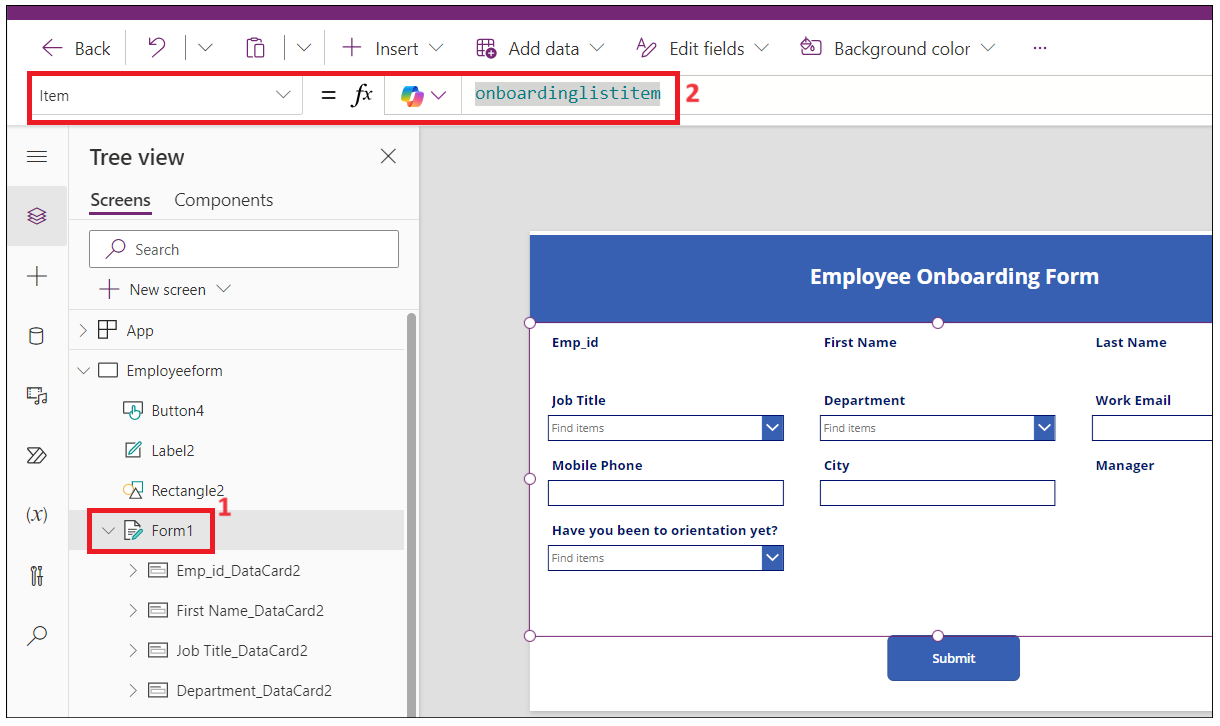 Back Insert Add data Edit fields Background color ...
Item = fx onboardinglistitem 2
Tree view
Screens Components
Search
New screen
App
Employeeform
Button4
Label2
Rectangle2
(x)
1
Form1
Emp_id_DataCard2
First Name_DataCard2
Job Title_DataCard2
Department_DataCard2
Employee Onboarding Form
Emp_id First Name Last Name
Job Title Department Work Email
Find items Find items
Mobile Phone City Manager
Have you been to orientation yet?
Find items
Submit